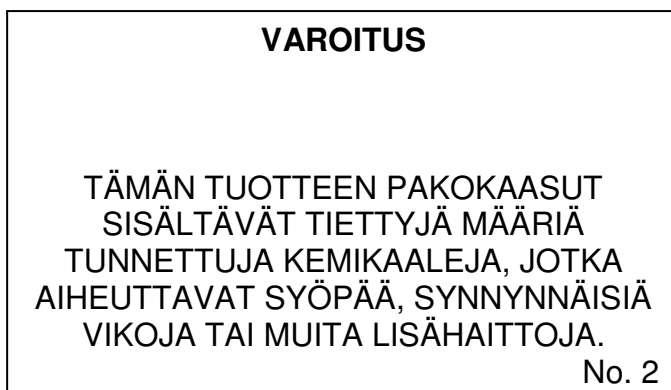 VAROITUS
TÄMÄN TUOTTEEN PAKOKAASUT
SISÄLTÄVÄT TIETTYJÄ MÄÄRIÄ
TUNNETTUJA KEMIKAALEJA, JOTKA
AIHEUTTAVAT SYÖPÄÄ, SYNNYNNÄISIÄ
VIKOJA TAI MUITA LISÄHAITTOJA.
No. 2